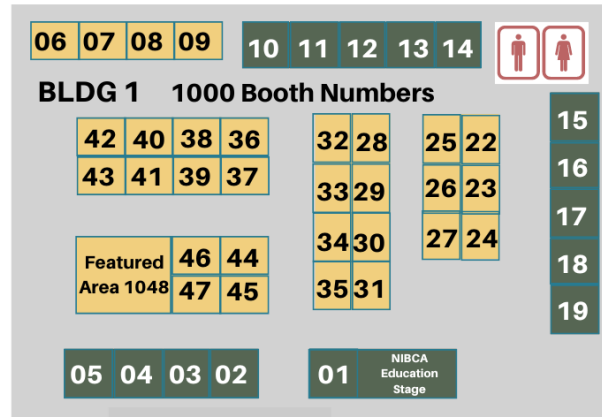 06 07 08 09
10 11 12 13 14
BLDG 1 1000 Booth Numbers
42 40 38 36
43 41 39 37
32 28
33 29
34 30
35 31
25 22
26 23
27 24
15
16
17
18
19
Featured
Area 1048
46 44
47 45
05 04 03 02
01
NIBCA
Education
Stage